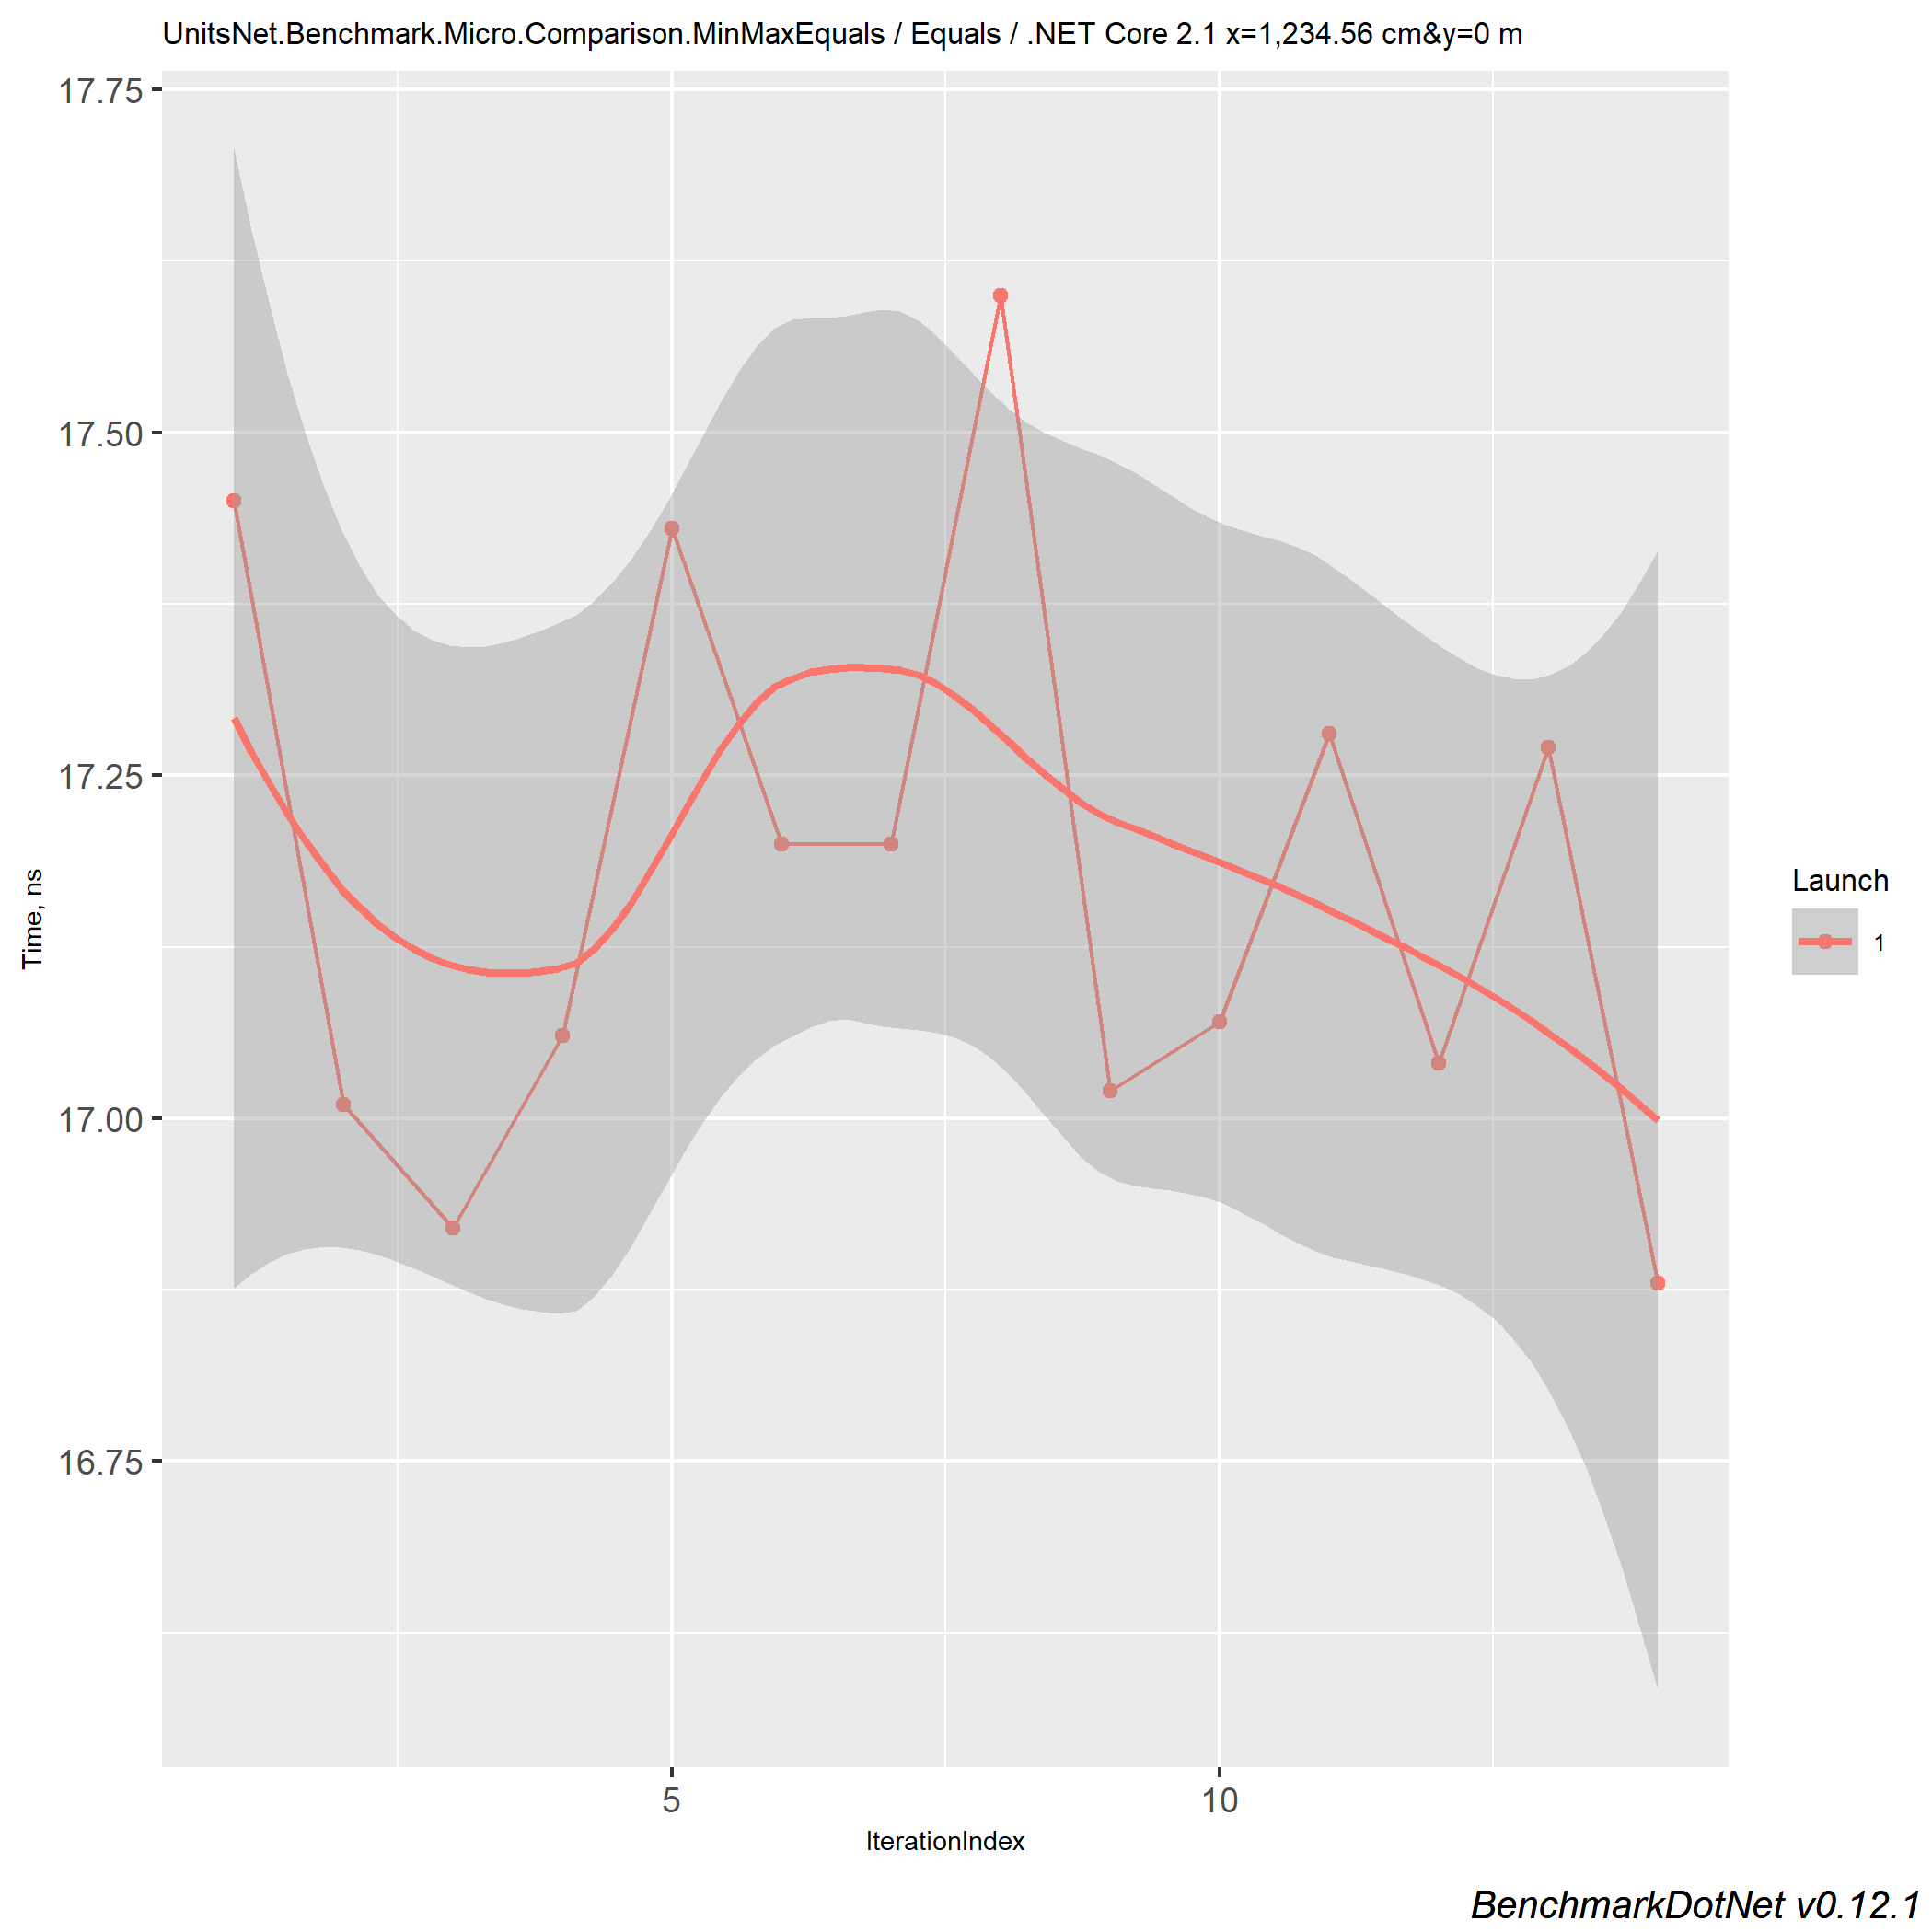 UnitsNet.Benchmark.Micro.Comparison.MinMaxEquals / Equals / .NET Core 2.1 x=1,234.56 cm&y=0 m
17.75
17.50
17.25
17.00
16.75
Time, ns
5
10
IterationIndex
Launch
1
BenchmarkDotNet v0.12.1